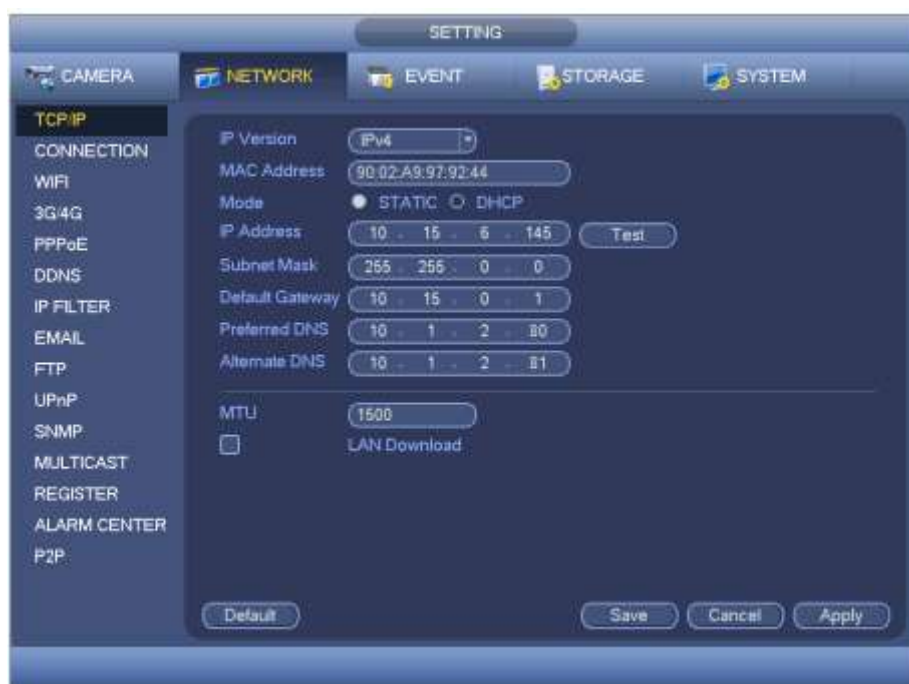 SETTING
CAMERA NETWORK EVENT STORAGE SYSTEM
TCP/IP
CONNECTION
WIFI
3G/4G
PPPoE
DDNS
IP FILTER
EMAIL
FTP
UPnP
SNMP
MULTICAST
REGISTER
ALARM CENTER
P2P
IP Version IPv4
MAC Address 90:02:A9:97:92:44
Mode STATIC DHCP
IP Address 10 . 15 . 6 . 145 Test
Subnet Mask 255 . 255 . 0 . 0
Default Gateway 10 . 15 . 0 . 1
Preferred DNS 10 . 1 . 2 . 80
Alternate DNS 10 . 1 . 2 . 81
MTU 1500
LAN Download
Default Save Cancel Apply